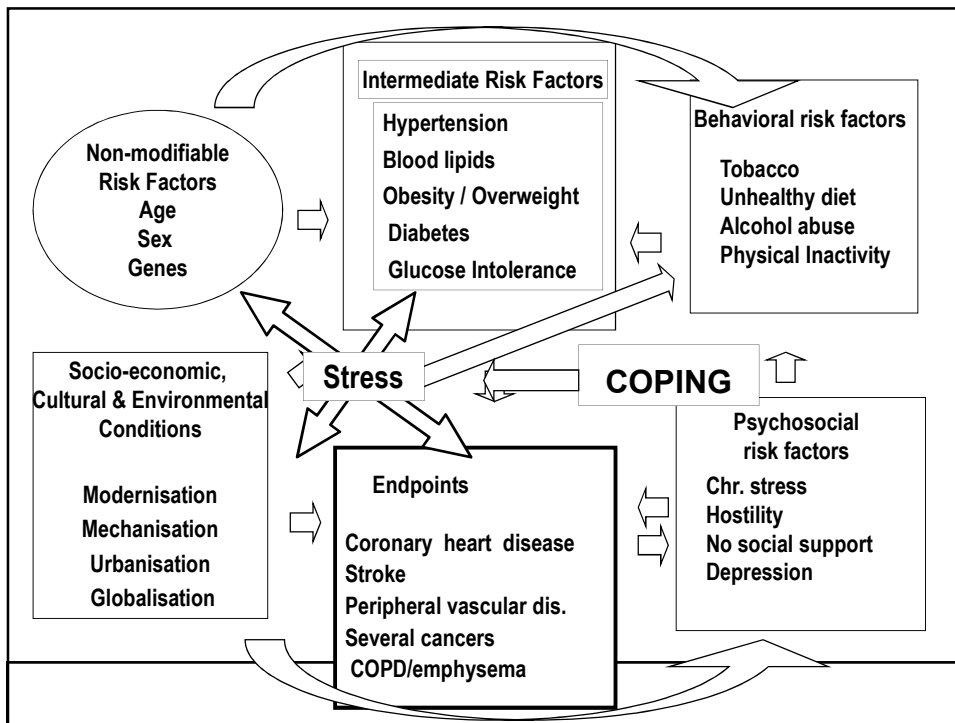 Intermediate Risk Factors
Hypertension
Blood lipids
Obesity / Overweight
Diabetes
Glucose Intolerance
Non-modifiable
Risk Factors
Age
Sex
Genes
Behavioral risk factors
Tobacco
Unhealthy diet
Alcohol abuse
Physical Inactivity
Stress
COPING
Socio-economic,
Cultural & Environmental
Conditions
Modernisation
Mechanisation
Urbanisation
Globalisation
Endpoints
Coronary heart disease
Stroke
Peripheral vascular dis.
Several cancers
COPD/emphysema
Psychosocial
risk factors
Chr. stress
Hostility
No social support
Depression